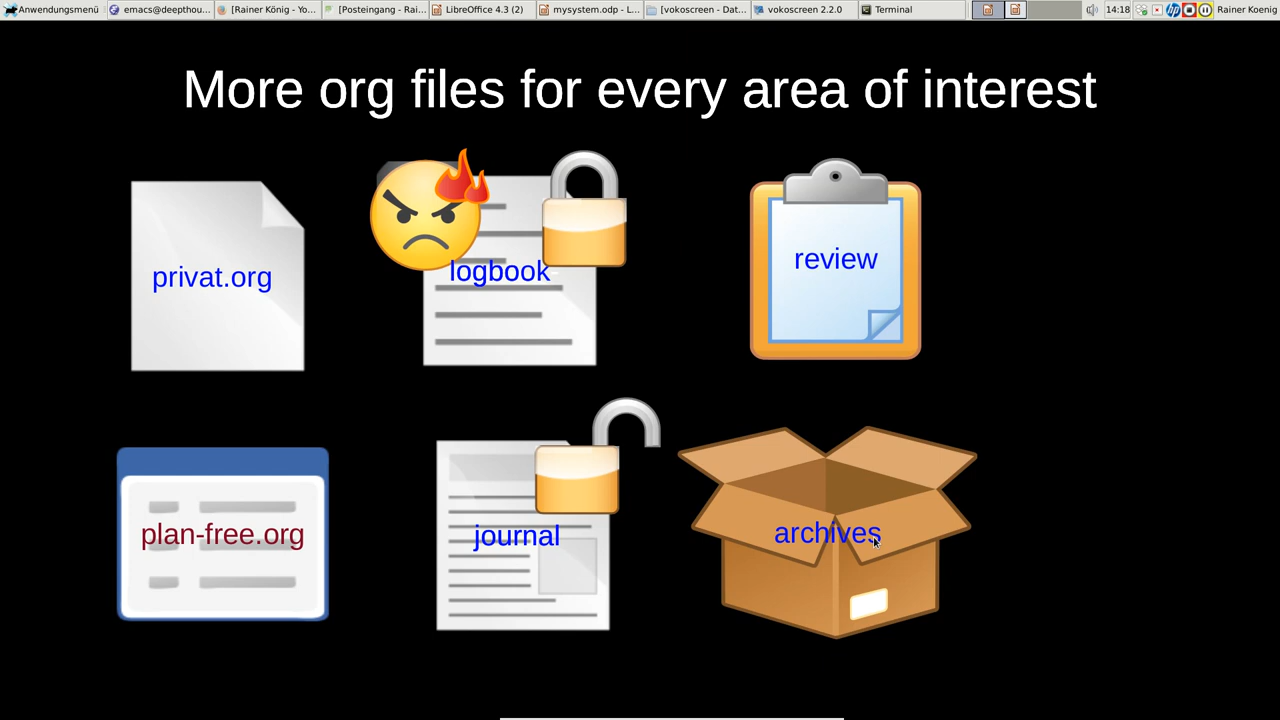 Anwendungsmenü
emacs@deepthou...
[Rainer König - Yo...
[Posteingang - Rai...
LibreOffice 4.3 (2)
mysystem.odp - L...
[vokoscreen - Dat...
vokoscreen 2.2.0
Terminal
14:18
Rainer Koenig
More org files for every area of interest
privat.org
logbook
review
plan-free.org
journal
archives